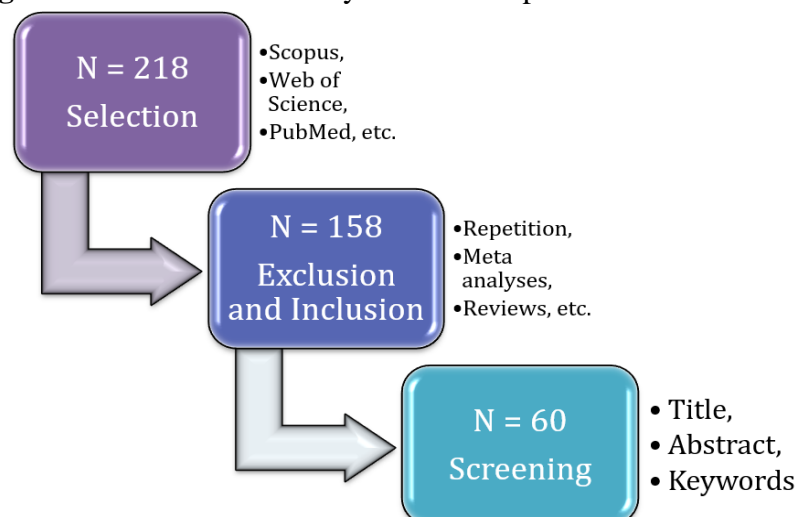 N = 218
Selection
•Scopus,
•Web of
Science,
•PubMed, etc.
N = 158
Exclusion
and Inclusion
•Repetition,
•Meta
analyses,
•Reviews, etc.
N = 60
Screening
• Title,
• Abstract,
• Keywords